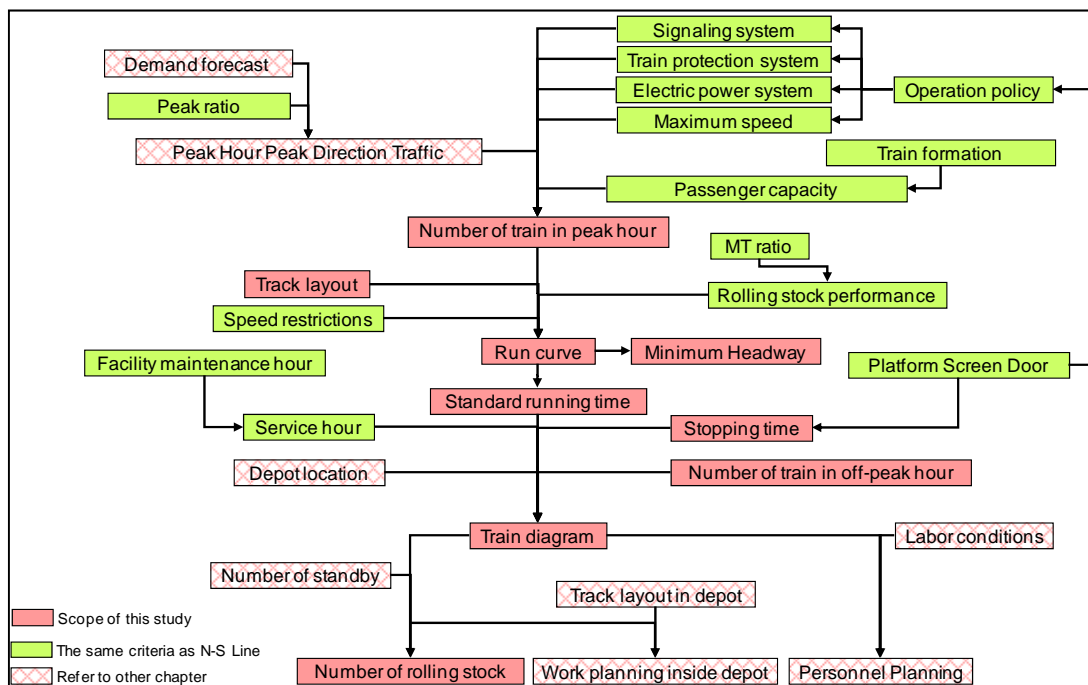 Signaling system
Demand forecast
Train protection system
Peak ratio
Electric power system
Operation policy
Maximum speed
Peak Hour Peak Direction Traffic
Train formation
Passenger capacity
Number of train in peak hour
MT ratio
Track layout
Rolling stock performance
Speed restrictions
Run curve
Minimum Headway
Facility maintenance hour
Platform Screen Door
Standard running time
Service hour
Stopping time
Depot location
Number of train in off-peak hour
Train diagram
Labor conditions
Number of standby
Track layout in depot
Scope of this study
The same criteria as N-S Line
Refer to other chapter
Number of rolling stock
Work planning inside depot
Personnel Planning